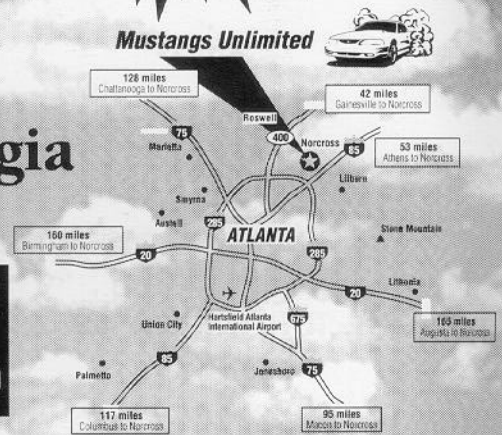 Mustangs Unlimited
128 miles
Chattanooga to Norcross
42 miles
Gainesville to Norcross
Roswell
400
75
Marietta
Norcross
85
53 miles
Athens to Norcross
gia
Smyrna
Lilburn
Austell
285
ATLANTA
Stone Mountain
160 miles
Birmingham to Norcross
20
285
Lithonia
20
Hartsfield Atlanta
International Airport
Union City
675
165 miles
Augusta to Norcross
85
Jonesboro
75
Palmetto
117 miles
Columbus to Norcross
95 miles
Macon to Norcross